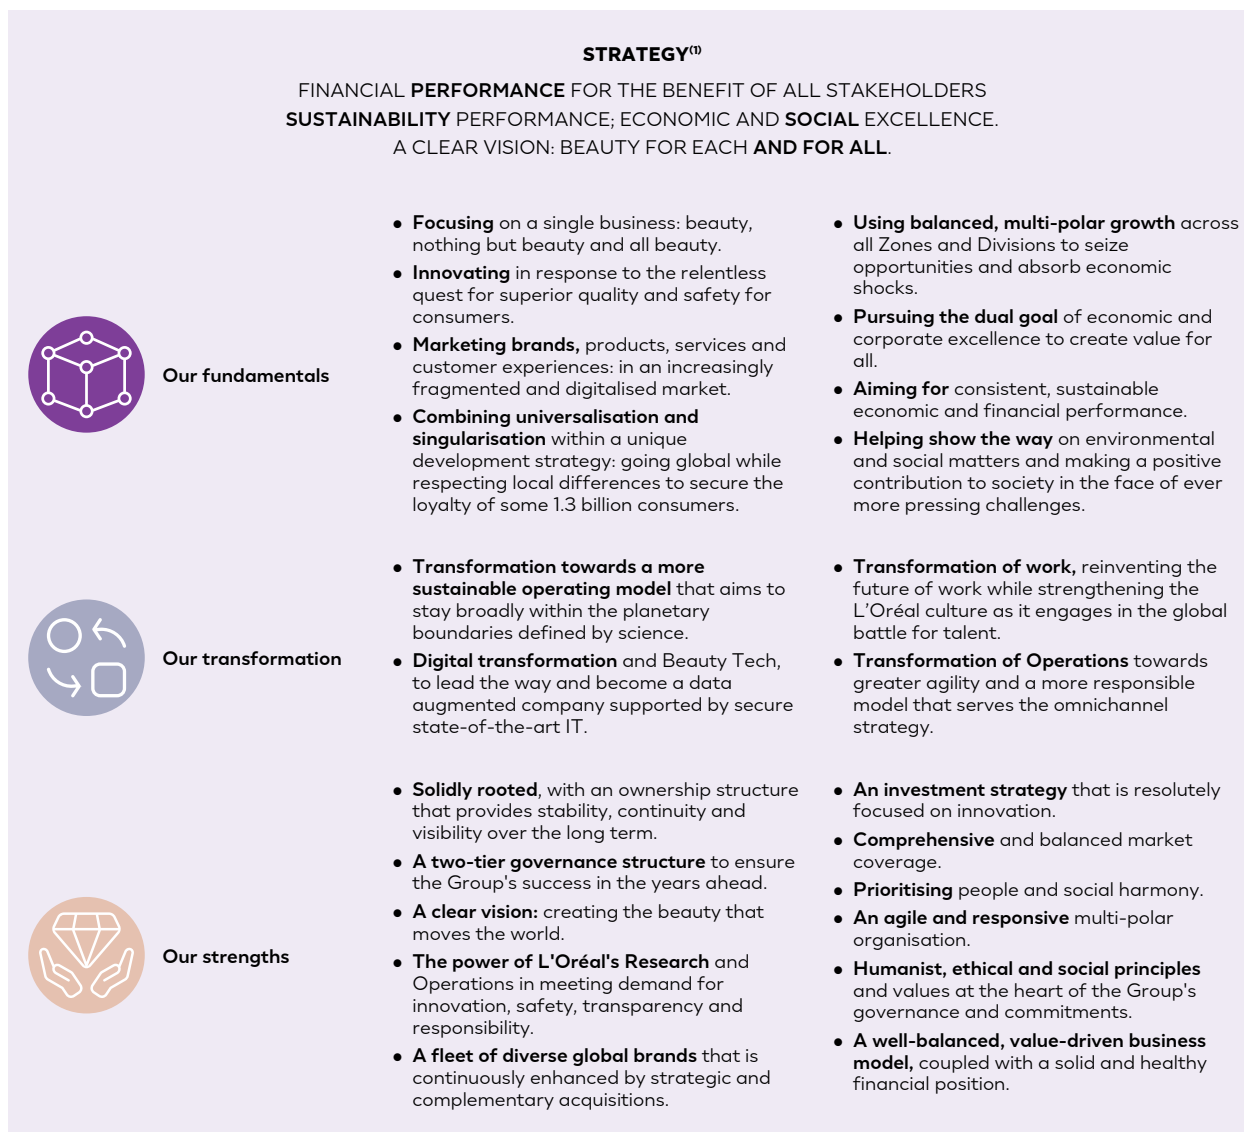 STRATEGY(1)
FINANCIAL PERFORMANCE FOR THE BENEFIT OF ALL STAKEHOLDERS
SUSTAINABILITY PERFORMANCE; ECONOMIC AND SOCIAL EXCELLENCE.
A CLEAR VISION: BEAUTY FOR EACH AND FOR ALL.
Our fundamentals
● Focusing on a single business: beauty,
nothing but beauty and all beauty.
● Innovating in response to the relentless
quest for superior quality and safety for
consumers.
● Marketing brands, products, services and
customer experiences: in an increasingly
fragmented and digitalised market.
● Combining universalisation and
singularisation within a unique
development strategy: going global while
respecting local differences to secure the
loyalty of some 1.3 billion consumers.
● Using balanced, multi-polar growth across
all Zones and Divisions to seize
opportunities and absorb economic
shocks.
● Pursuing the dual goal of economic and
corporate excellence to create value for
all.
● Aiming for consistent, sustainable
economic and financial performance.
● Helping show the way on environmental
and social matters and making a positive
contribution to society in the face of ever
more pressing challenges.
Our transformation
● Transformation towards a more
sustainable operating model that aims to
stay broadly within the planetary
boundaries defined by science.
● Digital transformation and Beauty Tech,
to lead the way and become a data
augmented company supported by secure
state-of-the-art IT.
● Transformation of work, reinventing the
future of work while strengthening the
L’Oréal culture as it engages in the global
battle for talent.
● Transformation of Operations towards
greater agility and a more responsible
model that serves the omnichannel
strategy.
Our strengths
● Solidly rooted, with an ownership structure
that provides stability, continuity and
visibility over the long term.
● A two-tier governance structure to ensure
the Group's success in the years ahead.
● A clear vision: creating the beauty that
moves the world.
● The power of L'Oréal's Research and
Operations in meeting demand for
innovation, safety, transparency and
responsibility.
● A fleet of diverse global brands that is
continuously enhanced by strategic and
complementary acquisitions.
● An investment strategy that is resolutely
focused on innovation.
● Comprehensive and balanced market
coverage.
● Prioritising people and social harmony.
● An agile and responsive multi-polar
organisation.
● Humanist, ethical and social principles
and values at the heart of the Group's
governance and commitments.
● A well-balanced, value-driven business
model, coupled with a solid and healthy
financial position.